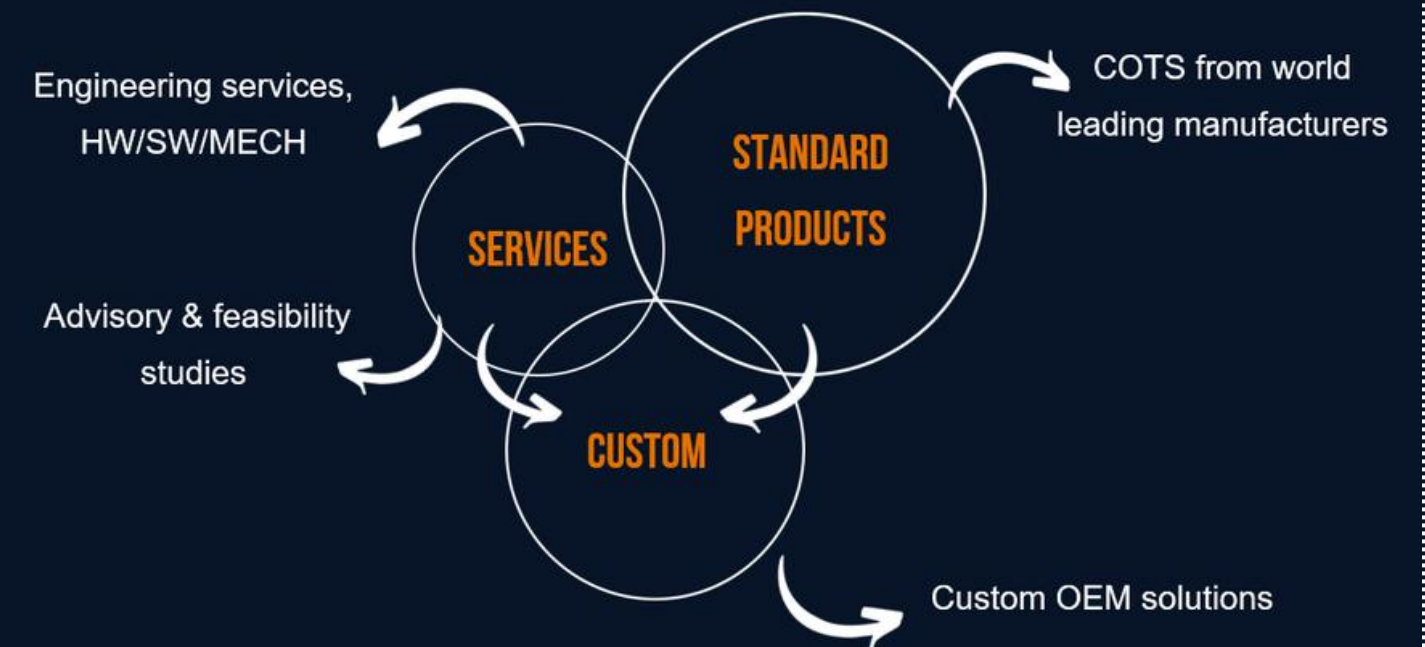 Engineering services,
HW/SW/MECH
COTS from world
leading manufacturers
STANDARD
PRODUCTS
SERVICES
Advisory & feasibility
studies
CUSTOM
Custom OEM solutions